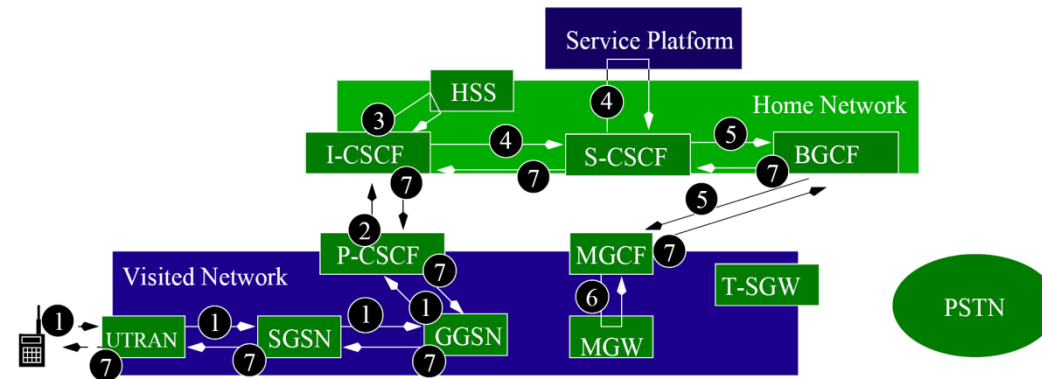 Service Platform
HSS
4
Home Network
3
I-CSCF
4
S-CSCF
5
BGCF
7
7
7
5
2
P-CSCF
7
MGCF
7
Visited Network
T-SGW
6
1
1
1
1
UTRAN
SGSN
GGSN
MGW
PSTN
7
7
7